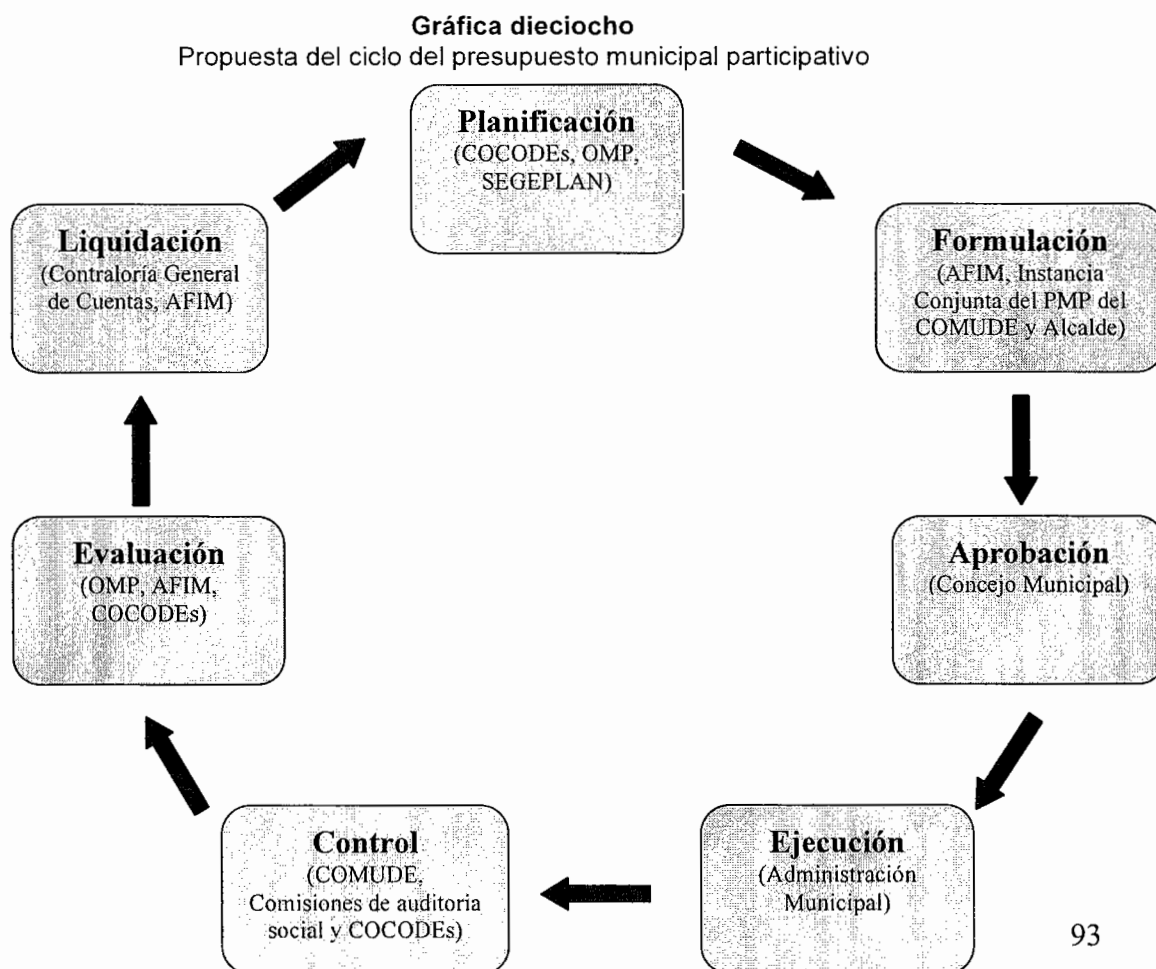 Gráfica dieciocho
Propuesta del ciclo del presupuesto municipal participativo
Planificación
(COCODEs, OMP,
SEGEPLAN)
Formulación
(AFIM, Instancia
Conjunta del PMP del
COMUDE y Alcalde)
Aprobación
(Concejo Municipal)
Ejecución
(Administración
Municipal)
Control
(COMUDE,
Comisiones de auditoria
social y COCODEs)
Evaluación
(OMP, AFIM,
COCODEs)
Liquidación
(Contraloría General
de Cuentas, AFIM)
93